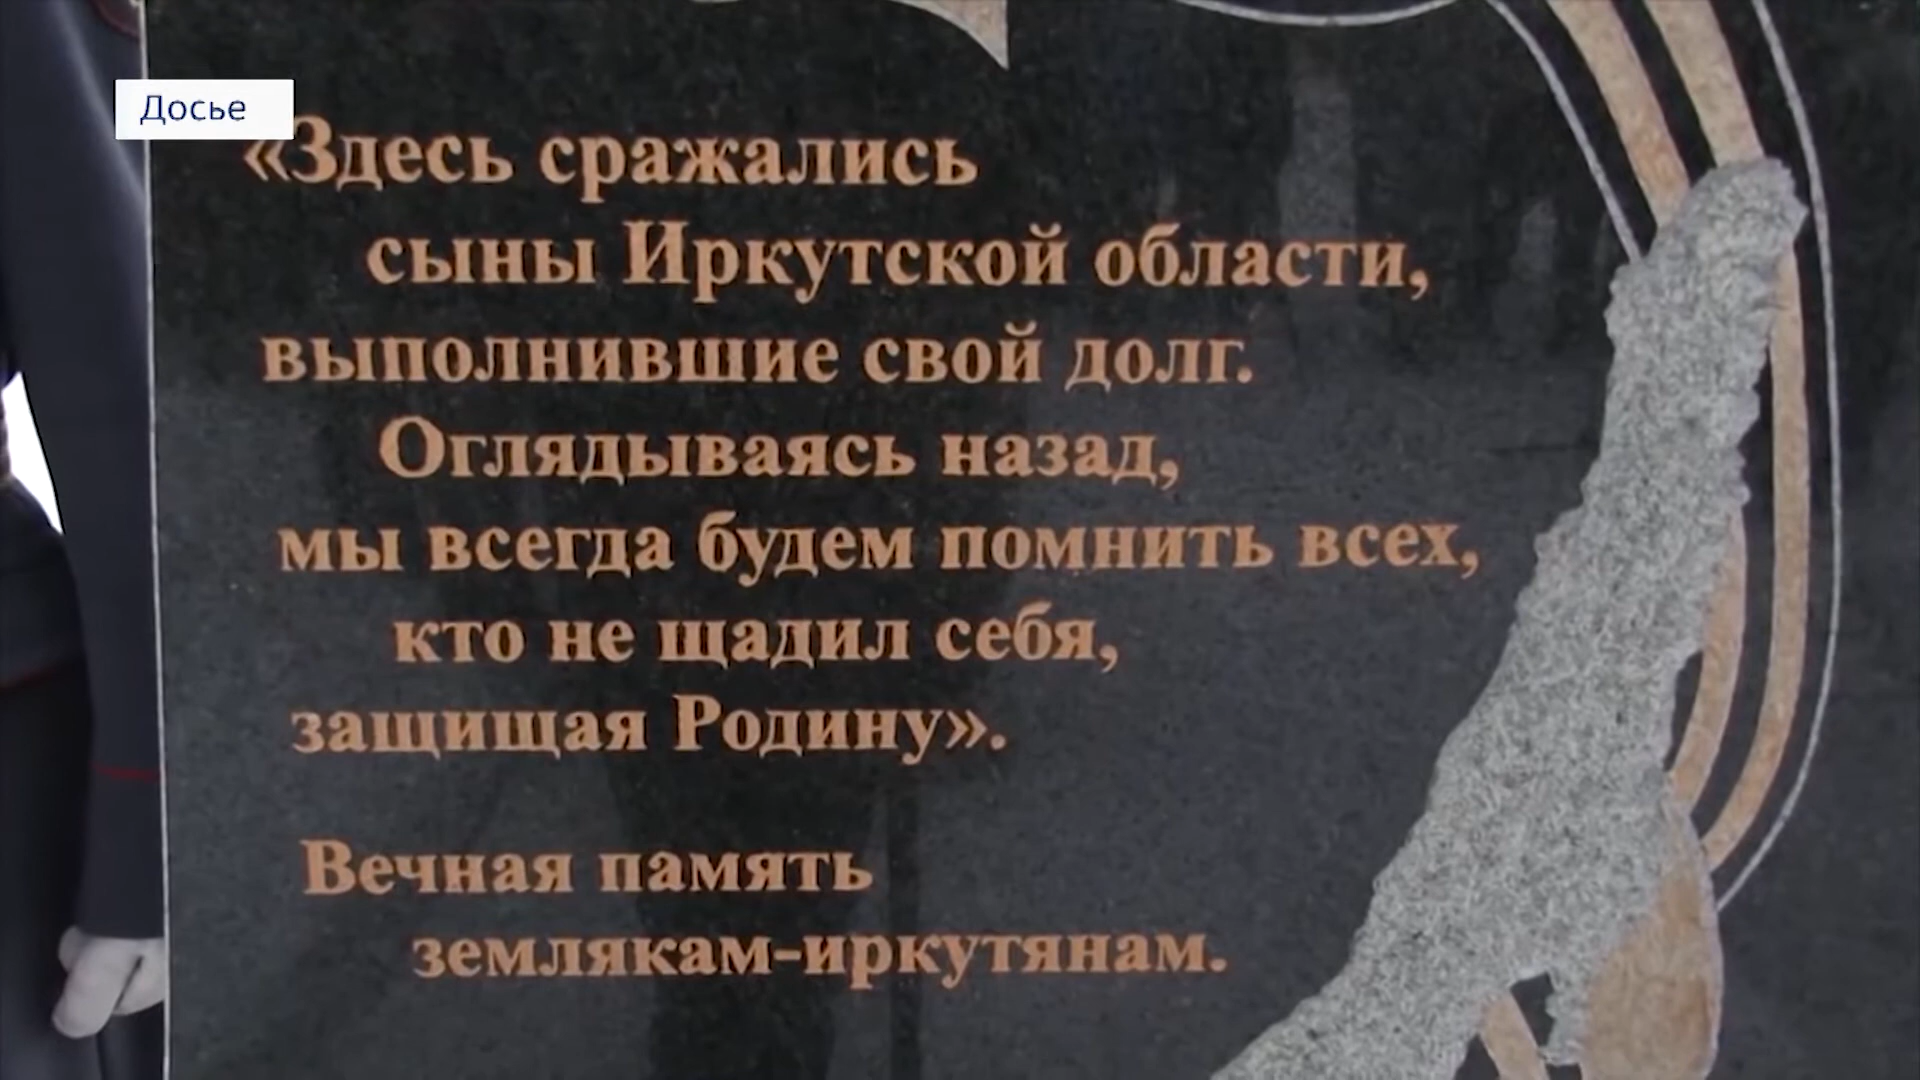 Досье
«Здесь сражались
сыны Иркутской области,
выполнившие свой долг.
Оглядываясь назад,
мы всегда будем помнить всех,
кто не щадил себя,
защищая Родину».
Вечная память
землякам-иркутянам.